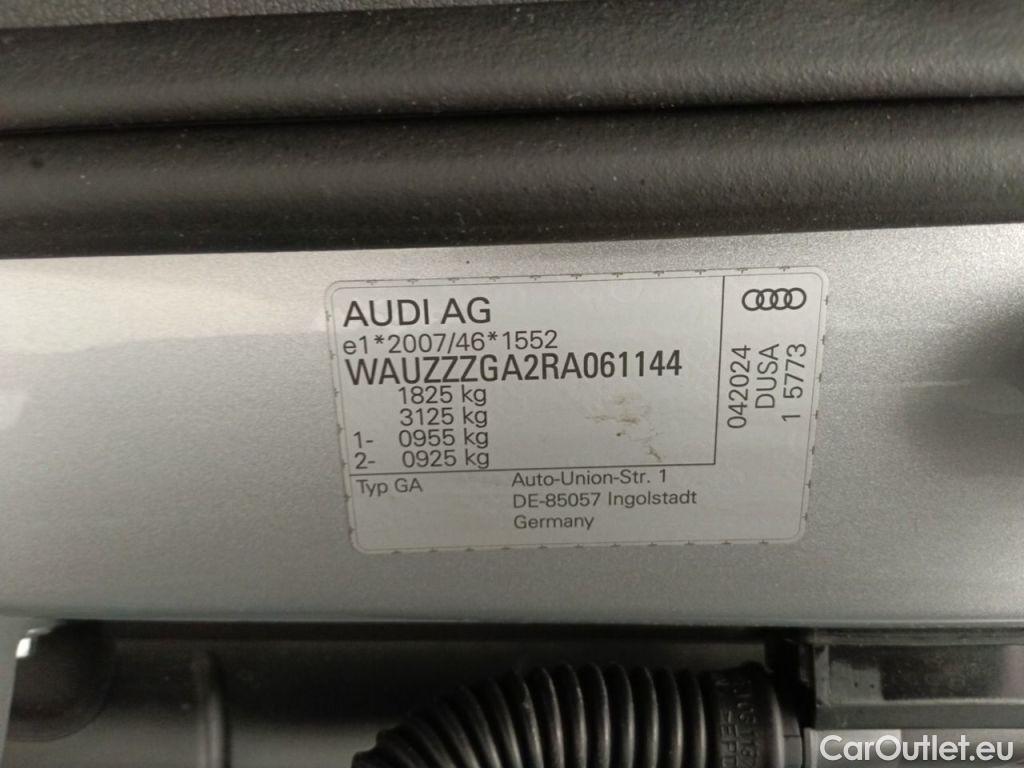 AUDI AG
e1*2007/46*1552
WAUZZZGA2RA061144
1825 kg
3125 kg
1- 0955 kg
2- 0925 kg
Typ GA
Auto-Union-Str. 1
DE-85057 Ingolstadt
Germany
042024
DUSA
1 5773
CarOutlet.eu